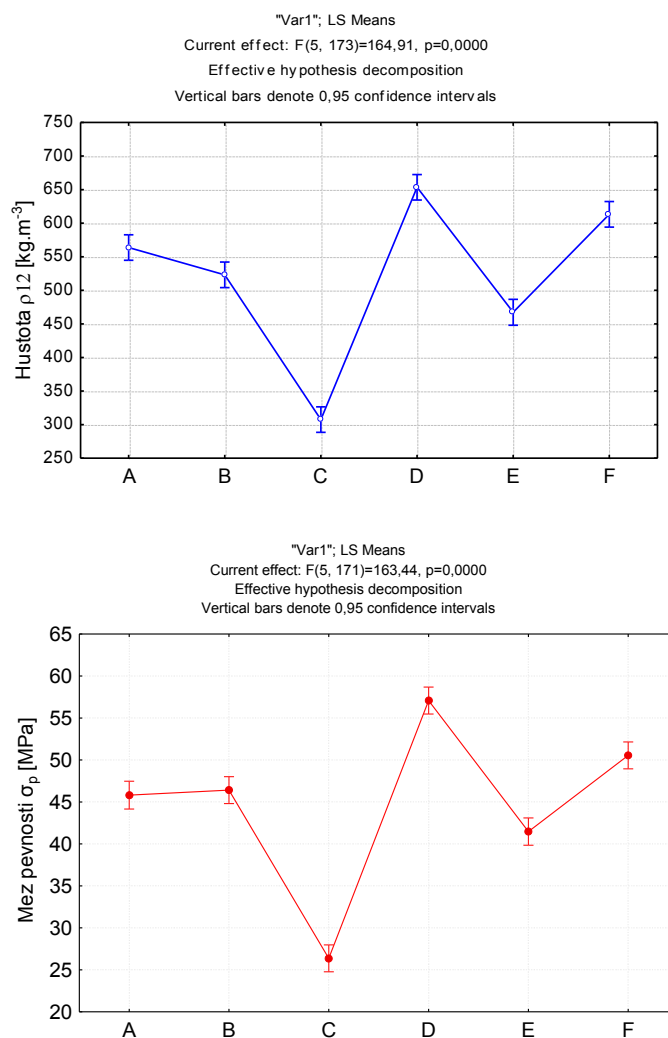 "Var1"; LS Means
Current effect: F(5, 173)=164,91, p=0,0000
Effective hypothesis decomposition
Vertical bars denote 0,95 confidence intervals
750
700
650
600
550
500
450
400
350
300
250
Hustota ρ12 [kg.m⁻³]
A B C D E F
"Var1"; LS Means
Current effect: F(5, 171)=163,44, p=0,0000
Effective hypothesis decomposition
Vertical bars denote 0,95 confidence intervals
65
60
55
50
45
40
35
30
25
20
Mez pevnosti σp [MPa]
A B C D E F